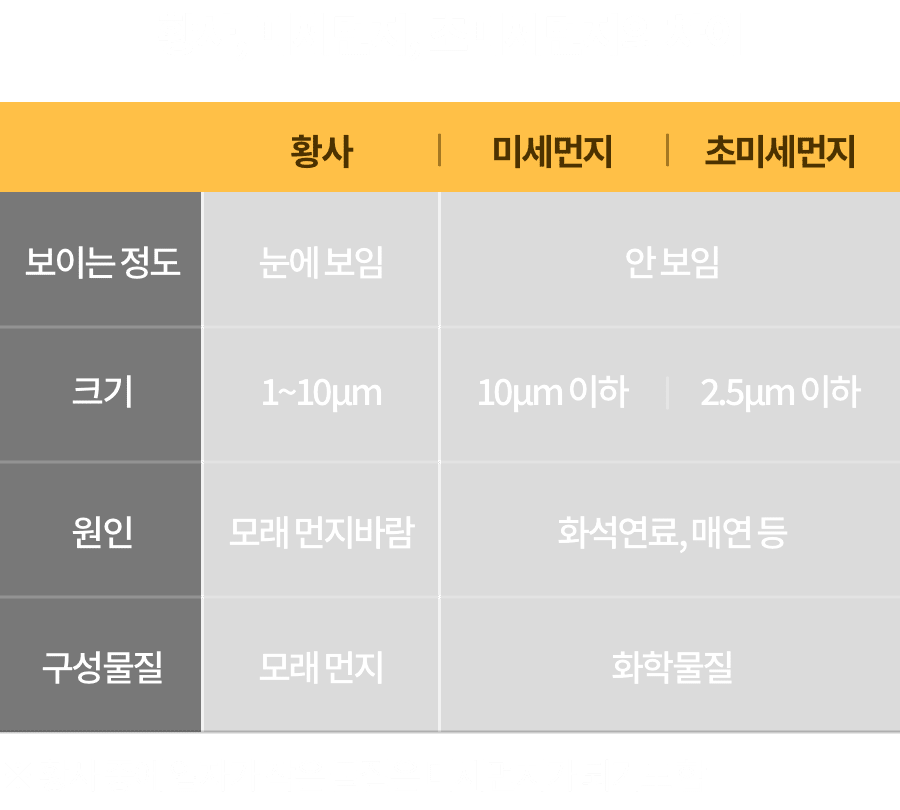 황사 미세먼지 초미세먼지
보이는 정도 눈에 보임 안 보임
크기 1~10μm 10μm 이하 2.5μm 이하
원인 모래 먼지바람 화석연료, 매연 등
구성물질 모래 먼지 화학물질